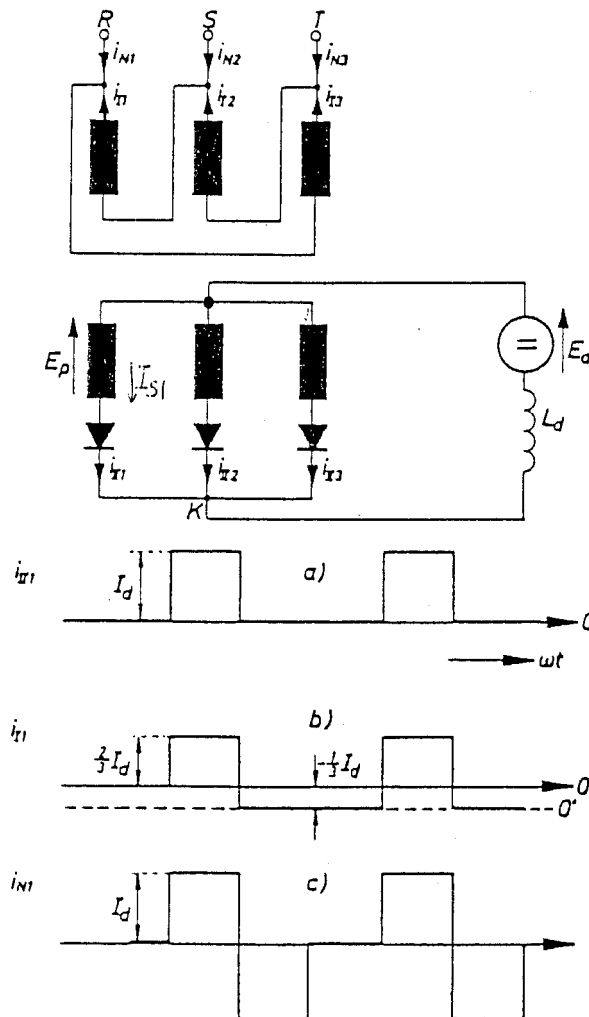 R S T
i_N1 i_N2 i_N3
i_I1 i_I2 i_I3
E_p I_S1 = E_d
L_d
i_II1 i_II2 i_II3
K
i_II1 I_d a) 0
ωt
i_I1 2/3 I_d b) -1/3 I_d 0
0'
i_N1 I_d c)